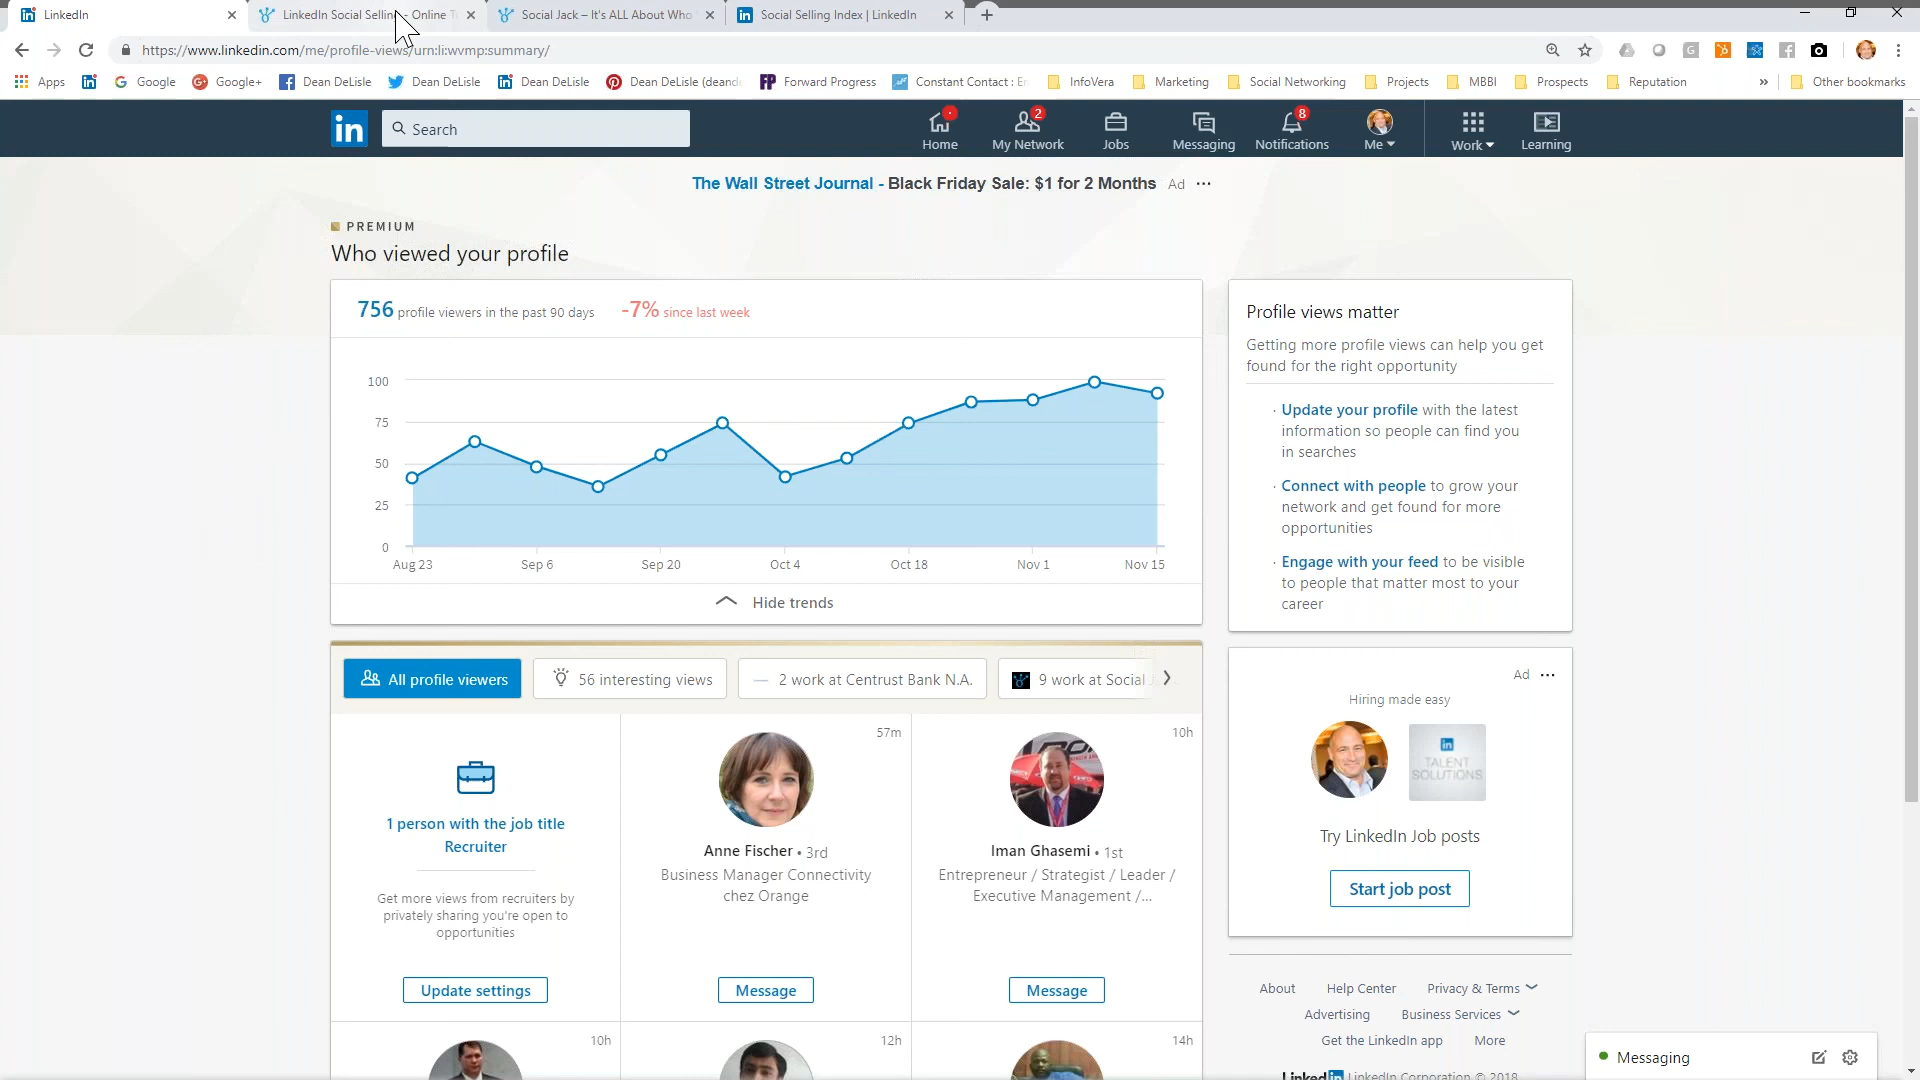 LinkedIn
LinkedIn Social Selling - Online T
Social Jack – It's ALL About Who
Social Selling Index | LinkedIn
https://www.linkedin.com/me/profile-views/urn:li:wvmp:summary/
Apps
Google
Google+
Dean DeLisle
Dean DeLisle
Dean DeLisle
Dean DeLisle (deande
Forward Progress
Constant Contact : Em
InfoVera
Marketing
Social Networking
Projects
MBBI
Prospects
Reputation
»
Other bookmarks
in
Search
Home
2
My Network
Jobs
Messaging
8
Notifications
Me
Work
Learning
The Wall Street Journal - Black Friday Sale: $1 for 2 Months Ad ...
PREMIUM
Who viewed your profile
756 profile viewers in the past 90 days -7% since last week
100
75
50
25
0
Aug 23 Sep 6 Sep 20 Oct 4 Oct 18 Nov 1 Nov 15
Hide trends
Profile views matter
Getting more profile views can help you get
found for the right opportunity
· Update your profile with the latest
information so people can find you
in searches
· Connect with people to grow your
network and get found for more
opportunities
· Engage with your feed to be visible
to people that matter most to your
career
All profile viewers
56 interesting views
2 work at Centrust Bank N.A.
9 work at Social
1 person with the job title
Recruiter
Get more views from recruiters by
privately sharing you're open to
opportunities
Update settings
57m
Anne Fischer • 3rd
Business Manager Connectivity
chez Orange
Message
10h
Iman Ghasemi • 1st
Entrepreneur / Strategist / Leader /
Executive Management /...
Message
10h
12h
14h
Ad ...
Hiring made easy
in
TALENT
SOLUTIONS
Try LinkedIn Job posts
Start job post
About Help Center Privacy & Terms
Advertising Business Services
Get the LinkedIn app More
Linked in LinkedIn Corporation © 2018
Messaging